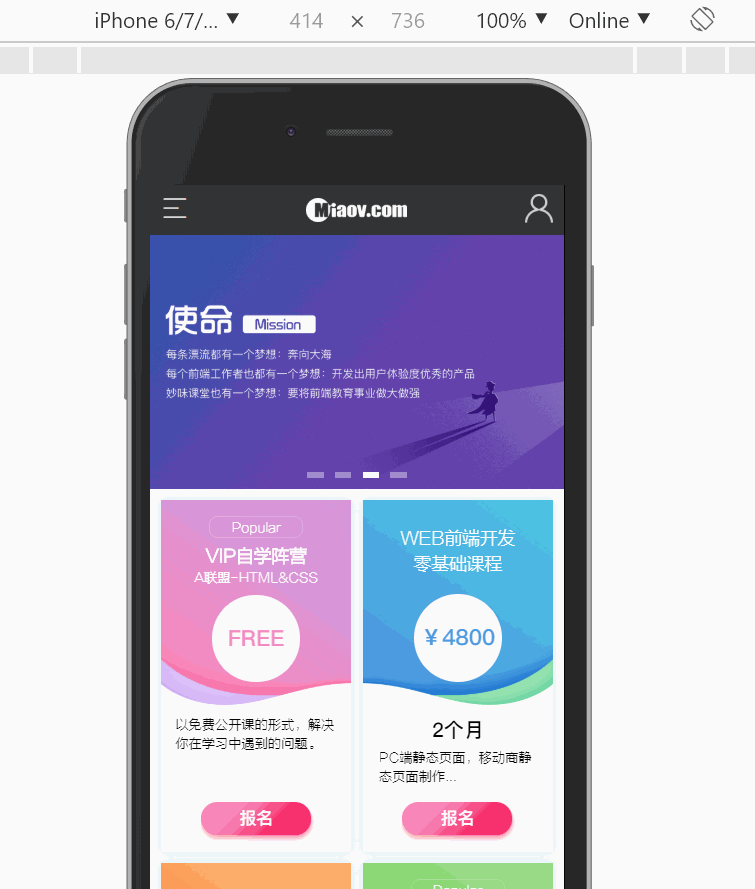 iPhone 6/7/... ▼ 414 × 736 100% ▼ Online ▼
Miaov.com
使命 Mission
每条漂流都有一个梦想：奔向大海
每个前端工作者也都有一个梦想：开发出用户体验度优秀的产品
妙味课堂也有一个梦想：要将前端教育事业做大做强
Popular
VIP自学阵营
A联盟-HTML&CSS
FREE
以免费公开课的形式，解决
你在学习中遇到的问题。
报名
WEB前端开发
零基础课程
￥4800
2个月
PC端静态页面，移动商静
态页面制作...
报名
Popular